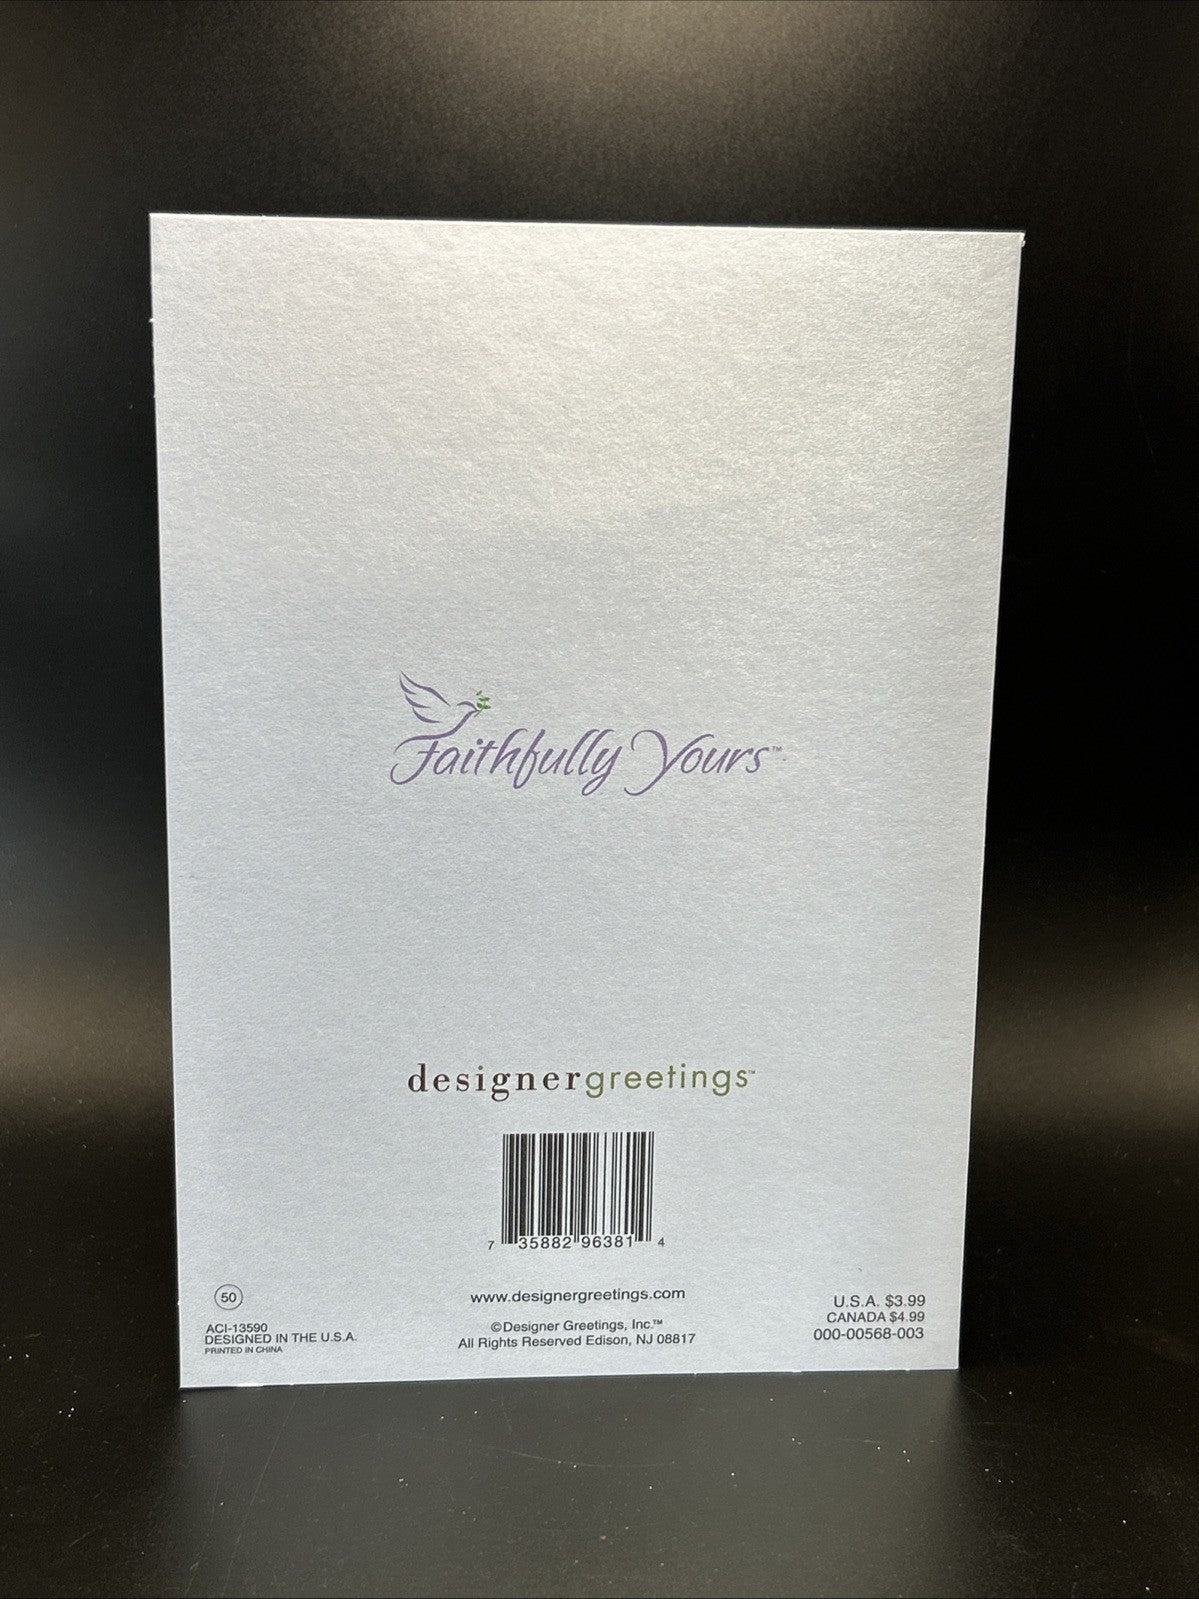 Faithfully Yours™
designergreetings™
7 35882 96381 4
50
ACI-13590
DESIGNED IN THE U.S.A.
PRINTED IN CHINA
www.designergreetings.com
©Designer Greetings, Inc.™
All Rights Reserved Edison, NJ 08817
U.S.A. $3.99
CANADA $4.99
000-00568-003